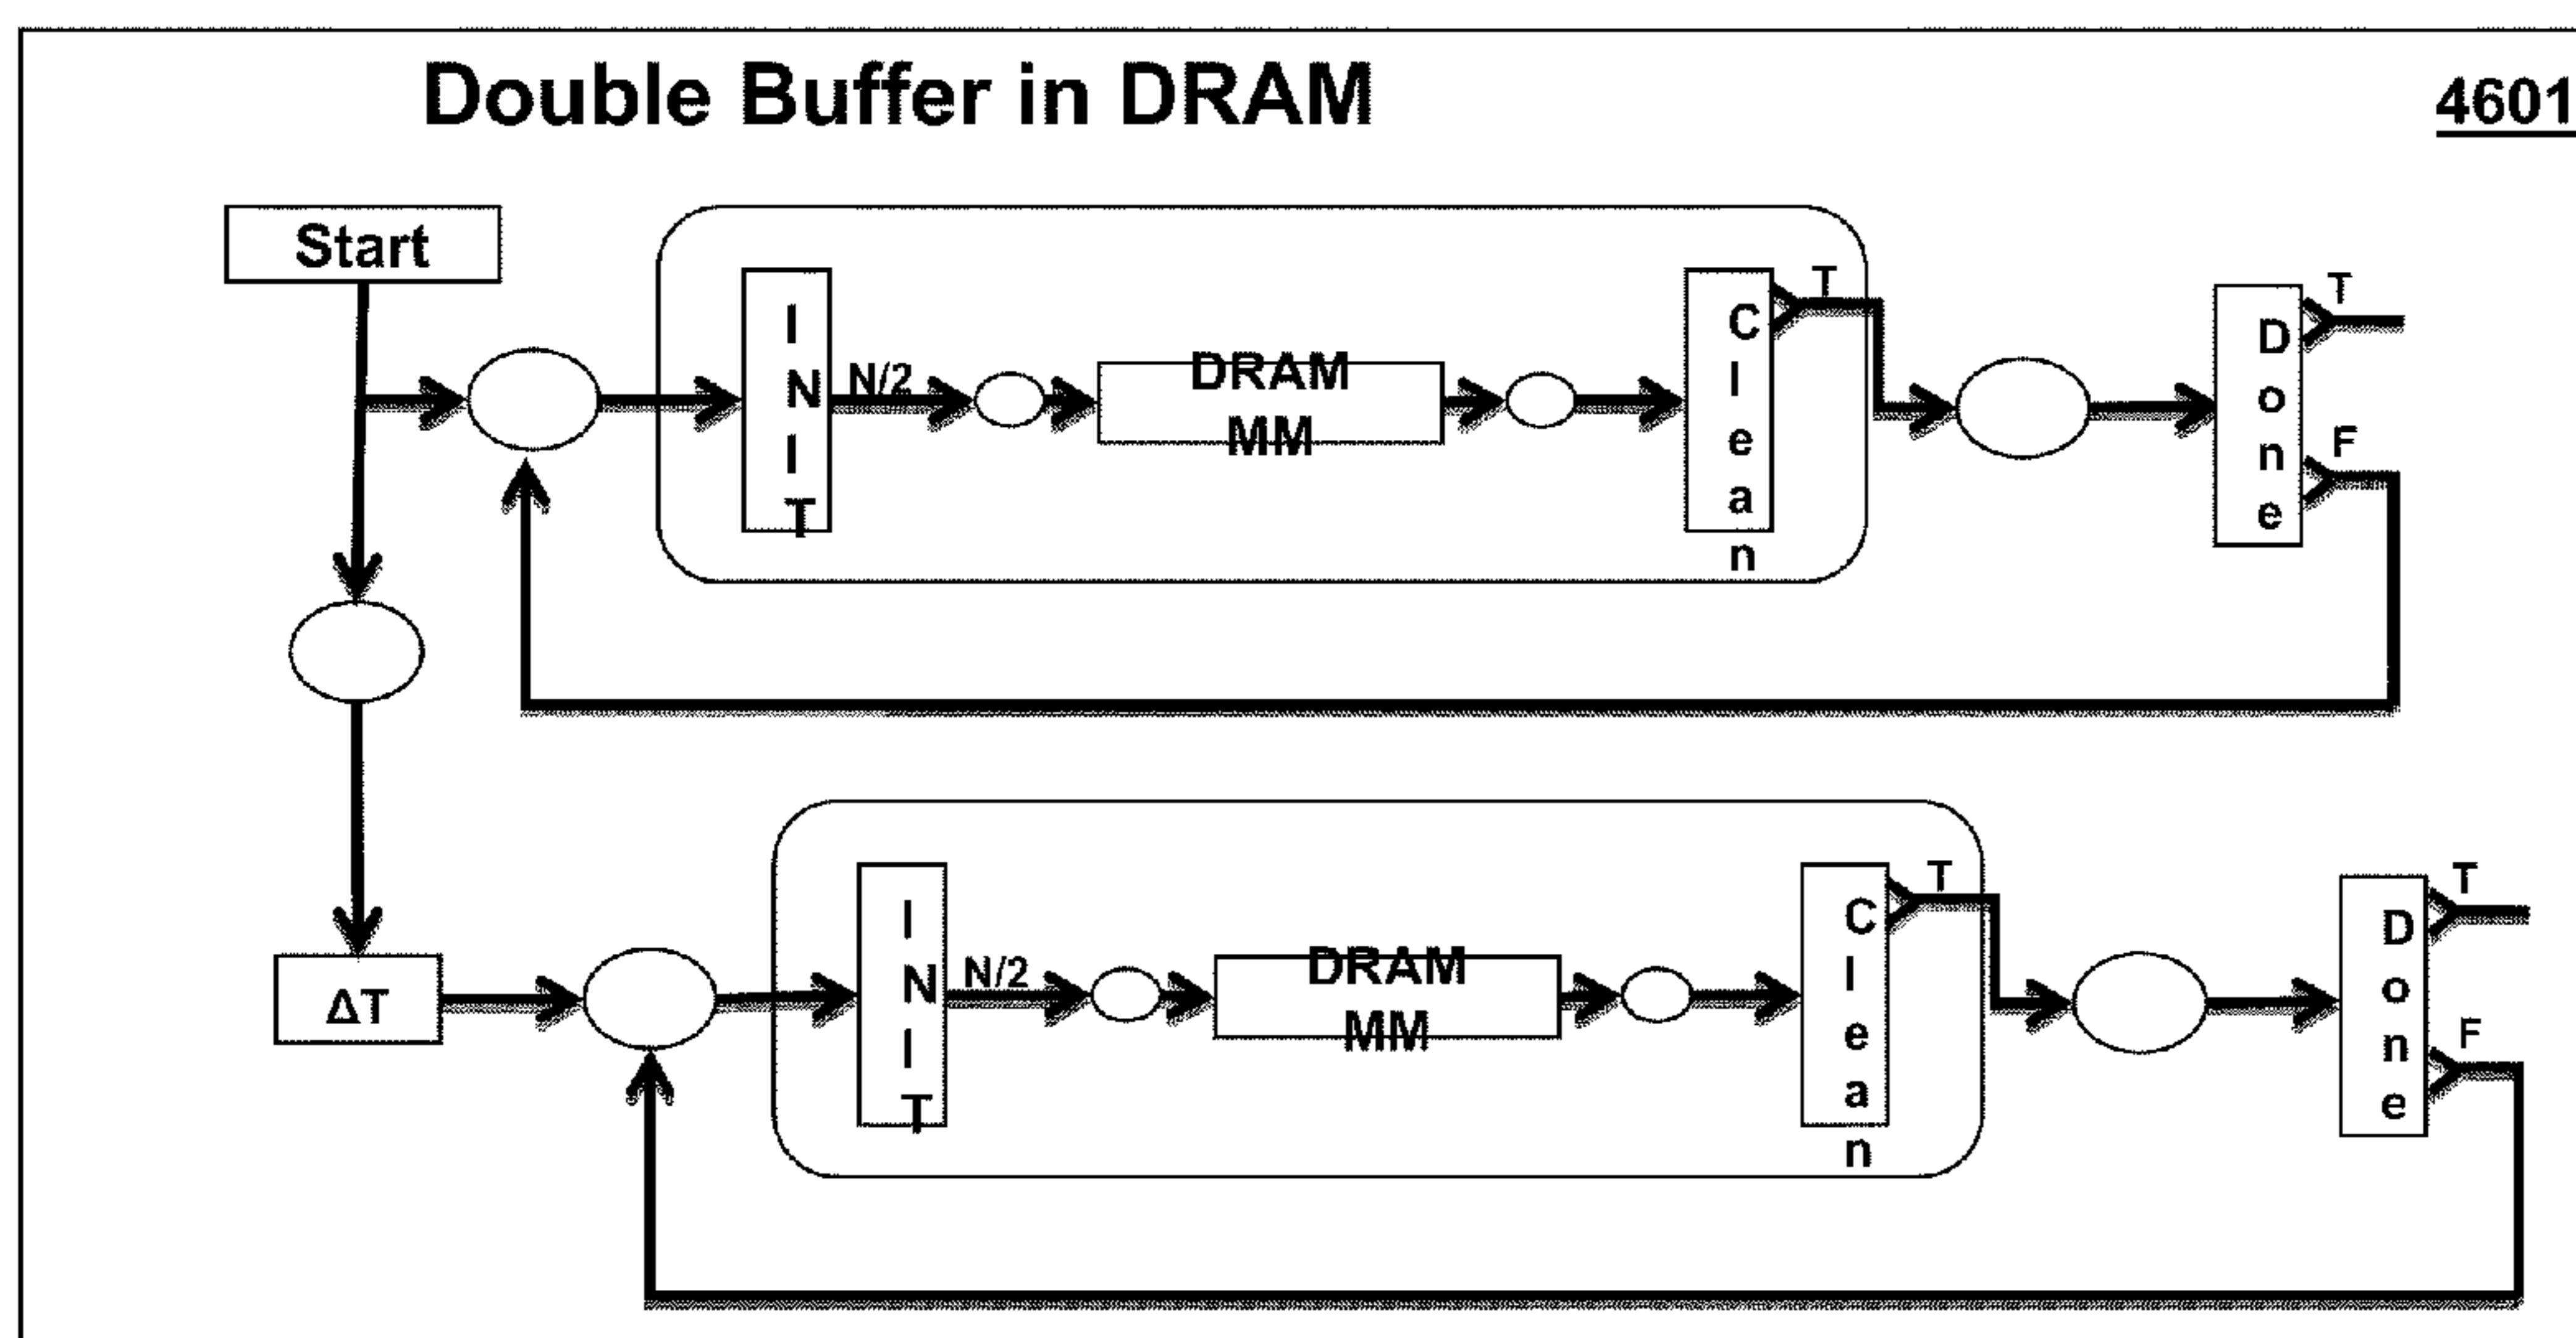 Double Buffer in DRAM
4601
Start
INIT
N/2
DRAM
MM
Clean
T
Done
T
F
ΔT
INIT
N/2
DRAM
MM
Clean
T
Done
T
F